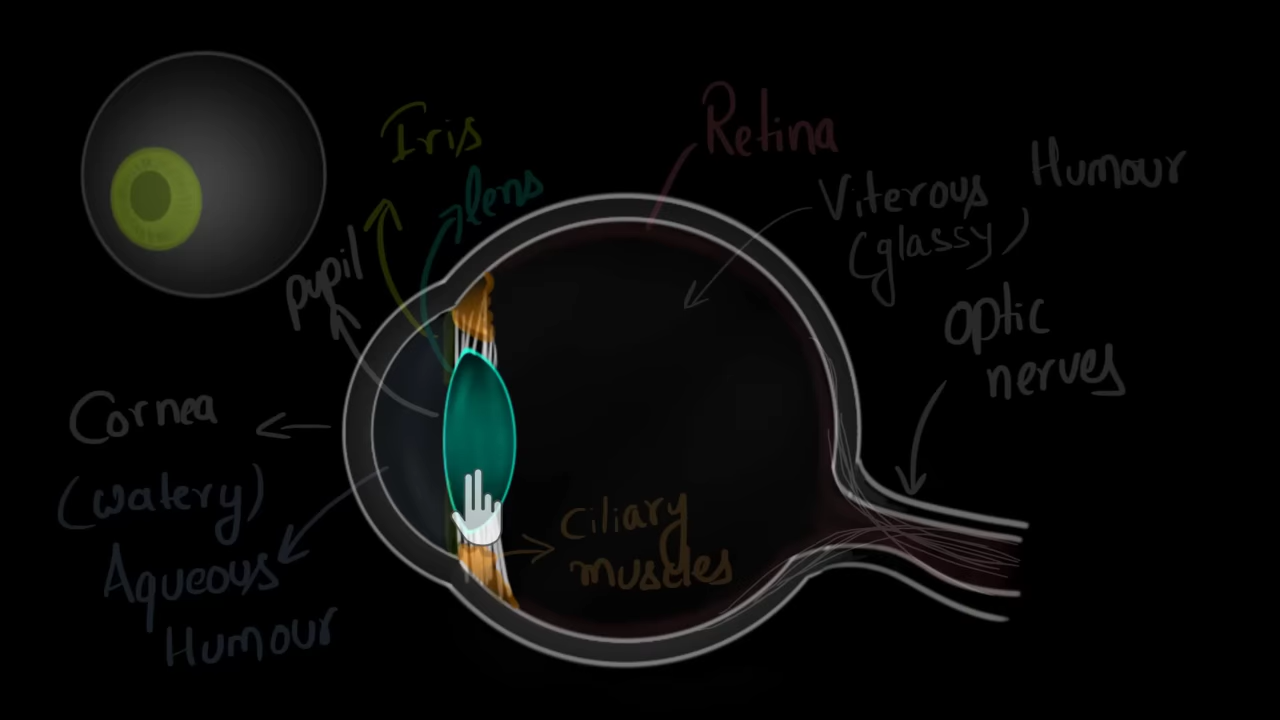 Iris
lens
pupil
Retina
Viterous Humour
(glassy)
optic
nerves
Cornea
(watery)
Aqueous
Humour
Ciliary
muscles